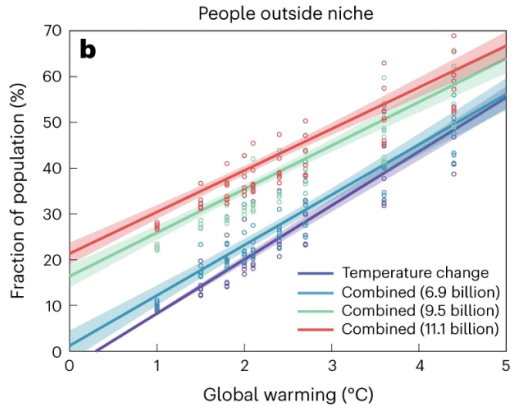 People outside niche
b
70
60
50
40
30
20
10
0
Fraction of population (%)
Temperature change
Combined (6.9 billion)
Combined (9.5 billion)
Combined (11.1 billion)
0 1 2 3 4 5
Global warming (°C)